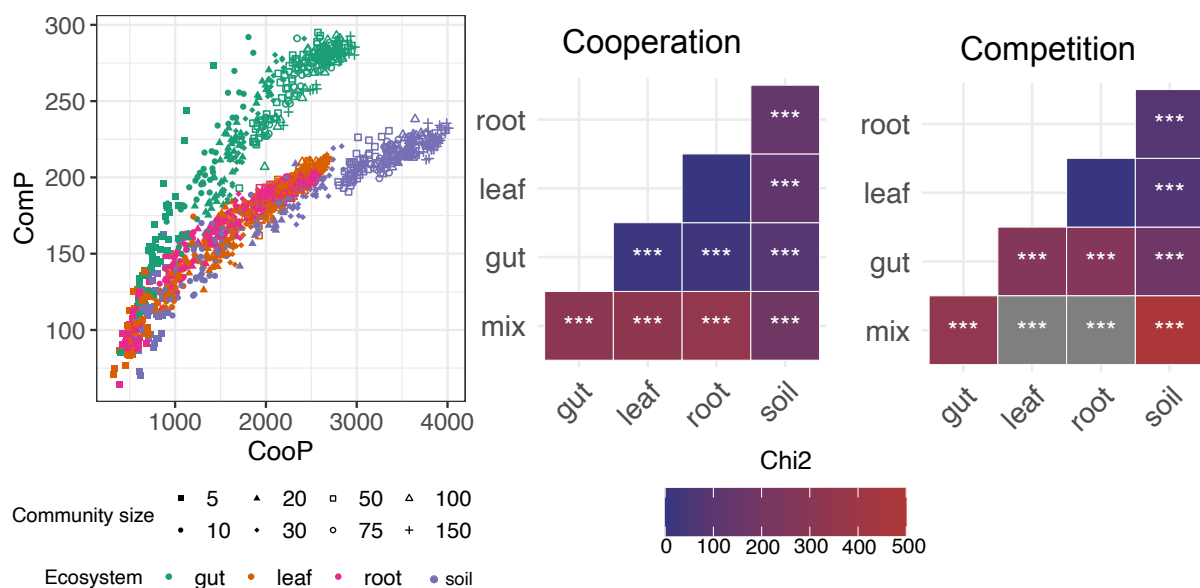 300
250
200
150
100
ComP
1000 2000 3000 4000
CooP
Community size
5 20 50 100
10 30 75 150
Ecosystem gut leaf root soil
Cooperation
root ***
leaf ***
gut *** *** ***
mix *** *** *** ***
gut leaf root soil
Competition
root ***
leaf ***
gut *** *** ***
mix *** *** *** ***
gut leaf root soil
Chi2
0 100 200 300 400 500